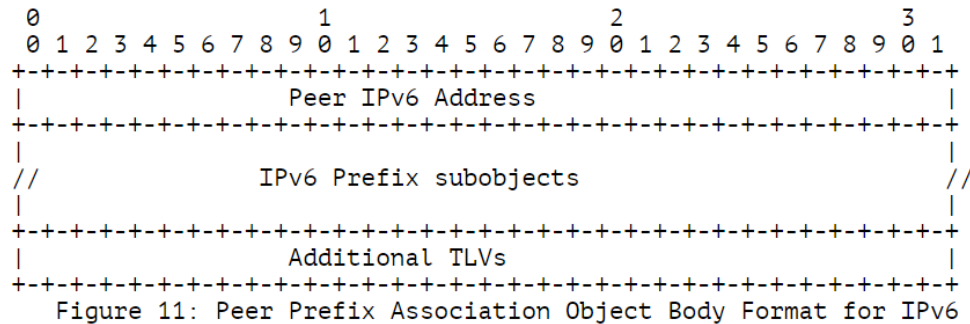 0                   1                   2                   3
 0 1 2 3 4 5 6 7 8 9 0 1 2 3 4 5 6 7 8 9 0 1 2 3 4 5 6 7 8 9 0 1
+-+-+-+-+-+-+-+-+-+-+-+-+-+-+-+-+-+-+-+-+-+-+-+-+-+-+-+-+-+-+-+-+
|                  Peer IPv6 Address                            |
+-+-+-+-+-+-+-+-+-+-+-+-+-+-+-+-+-+-+-+-+-+-+-+-+-+-+-+-+-+-+-+-+
|                                                               |
//               IPv6 Prefix subobjects                         //
|                                                               |
+-+-+-+-+-+-+-+-+-+-+-+-+-+-+-+-+-+-+-+-+-+-+-+-+-+-+-+-+-+-+-+-+
|                  Additional TLVs                              |
+-+-+-+-+-+-+-+-+-+-+-+-+-+-+-+-+-+-+-+-+-+-+-+-+-+-+-+-+-+-+-+-+
   Figure 11: Peer Prefix Association Object Body Format for IPv6